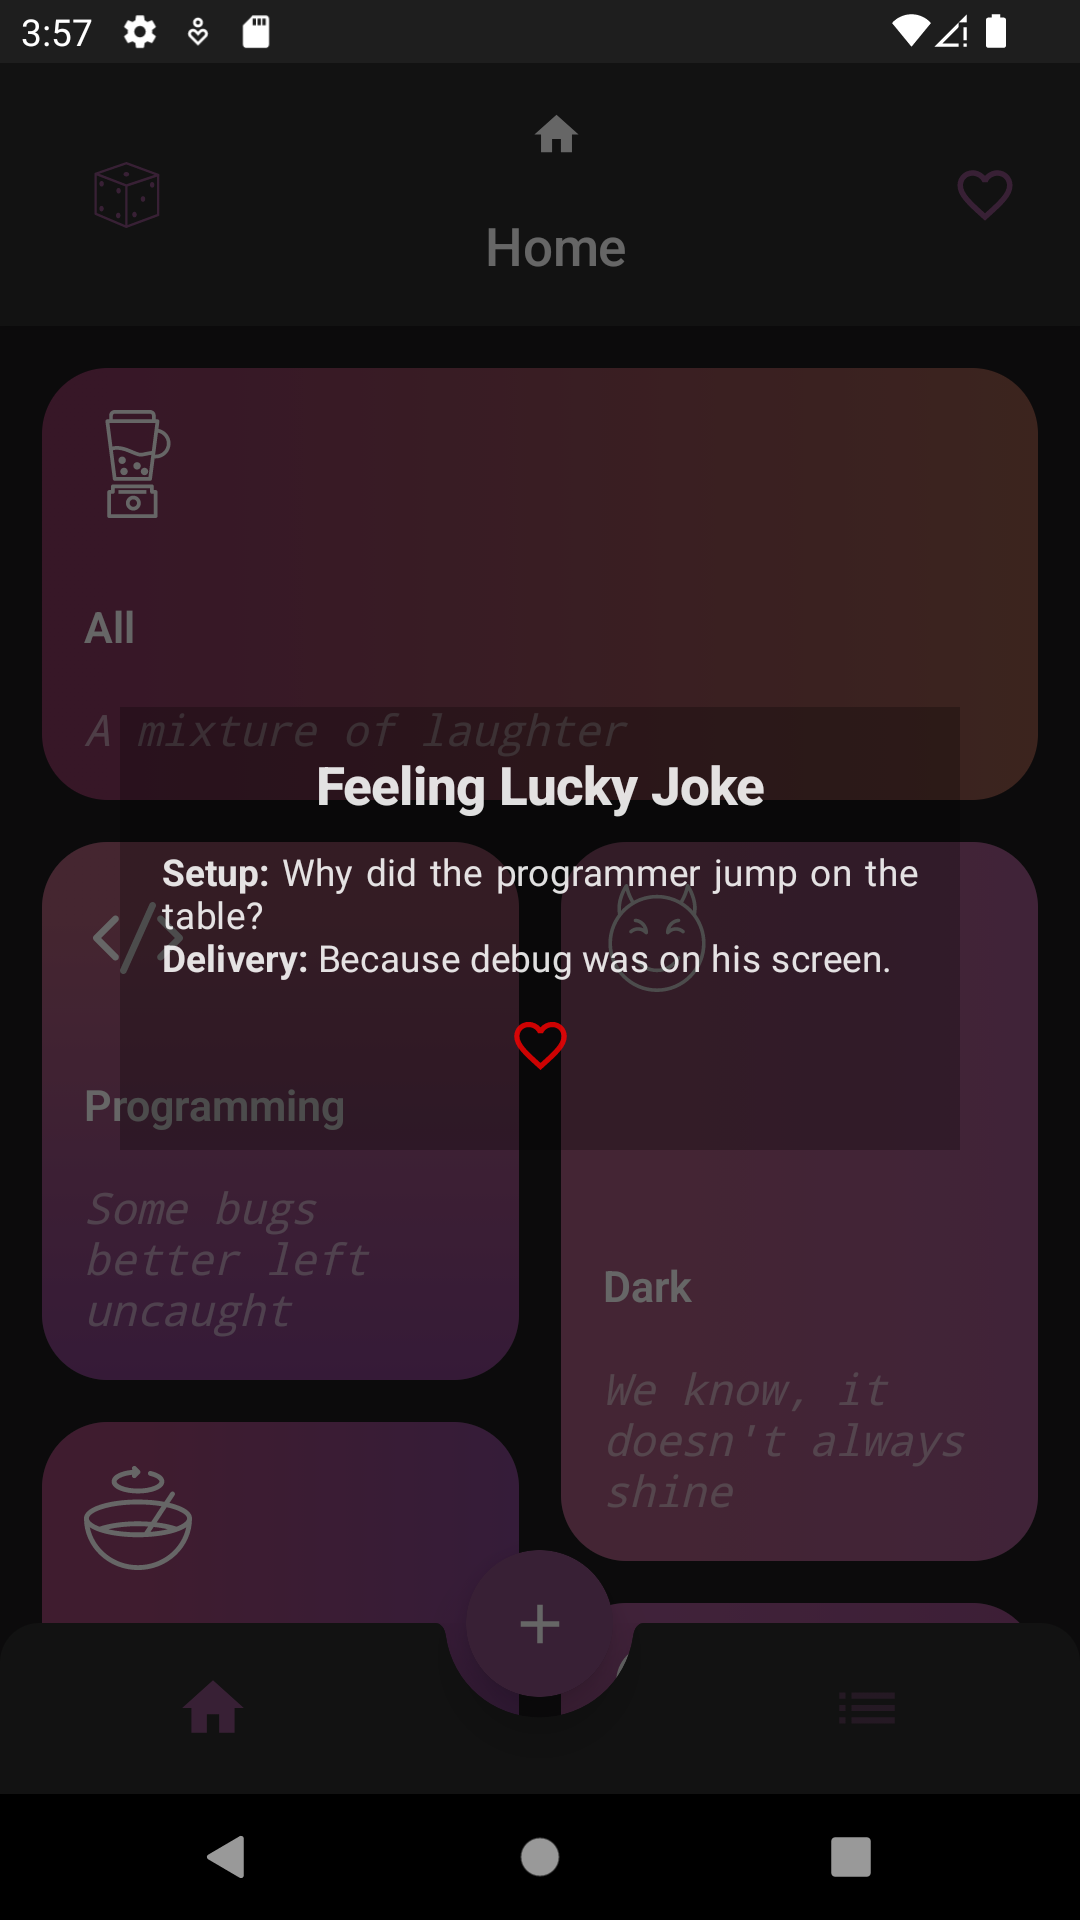 3:57
Home
All
A mixture of laughter
Feeling Lucky Joke
Setup: Why did the programmer jump on the
table?
Delivery: Because debug was on his screen.
Programming
Some bugs
better left
uncaught
Dark
We know, it
doesn't always
shine